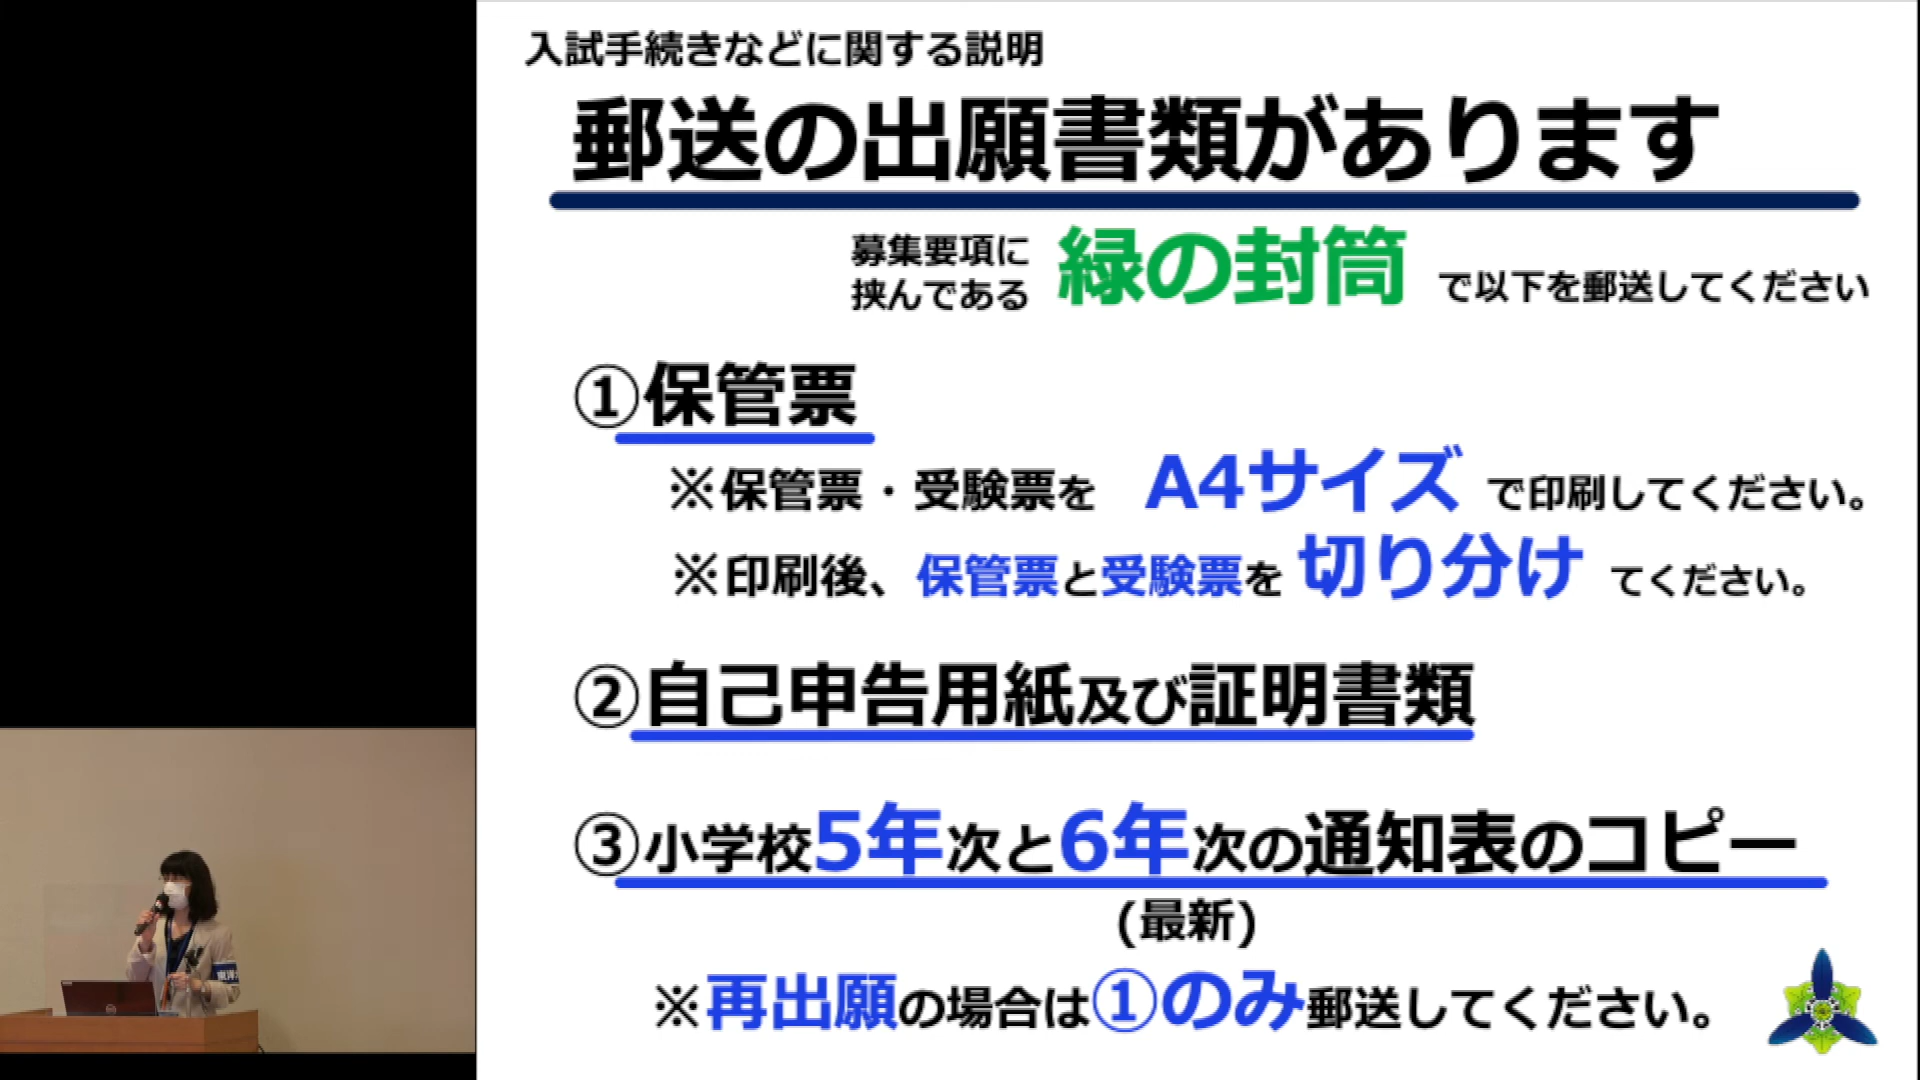 入試手続きなどに関する説明
郵送の出願書類があります
募集要項に
挟んである 緑の封筒 で以下を郵送してください
①保管票
※保管票・受験票を A4サイズ で印刷してください。
※印刷後、保管票と受験票を 切り分け てください。
②自己申告用紙及び証明書類
③小学校5年次と6年次の通知表のコピー
(最新)
※再出願の場合は①のみ郵送してください。